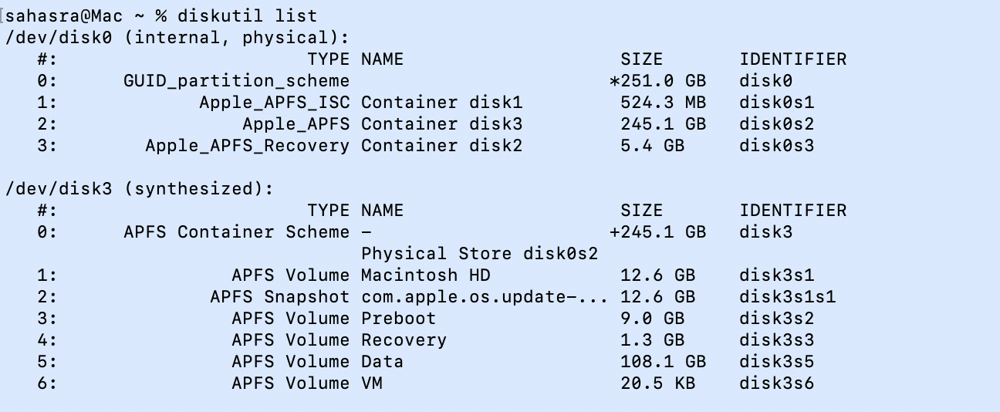 sahasra@Mac ~ % diskutil list
/dev/disk0 (internal, physical):
   #:                       TYPE NAME                    SIZE       IDENTIFIER
   0:      GUID_partition_scheme                        *251.0 GB   disk0
   1:             Apple_APFS_ISC Container disk1         524.3 MB   disk0s1
   2:                 Apple_APFS Container disk3         245.1 GB   disk0s2
   3:        Apple_APFS_Recovery Container disk2         5.4 GB     disk0s3

/dev/disk3 (synthesized):
   #:                       TYPE NAME                    SIZE       IDENTIFIER
   0:      APFS Container Scheme -                      +245.1 GB   disk3
                                 Physical Store disk0s2
   1:                APFS Volume Macintosh HD            12.6 GB    disk3s1
   2:              APFS Snapshot com.apple.os.update-... 12.6 GB    disk3s1s1
   3:                APFS Volume Preboot                 9.0 GB     disk3s2
   4:                APFS Volume Recovery                1.3 GB     disk3s3
   5:                APFS Volume Data                    108.1 GB   disk3s5
   6:                APFS Volume VM                      20.5 KB    disk3s6